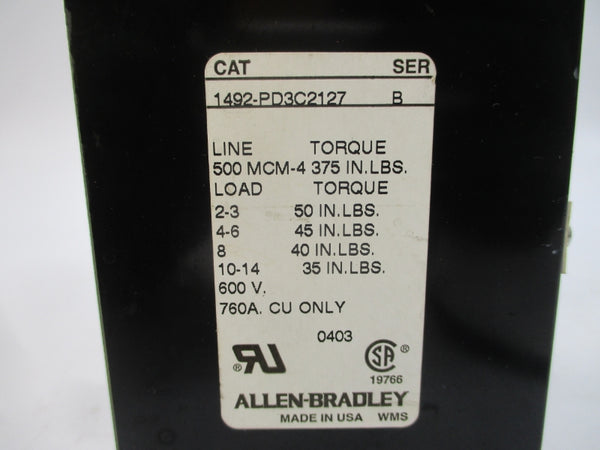 CAT SER
1492-PD3C2127 B
LINE TORQUE
500 MCM-4 375 IN.LBS.
LOAD TORQUE
2-3 50 IN.LBS.
4-6 45 IN.LBS.
8 40 IN.LBS.
10-14 35 IN.LBS.
600 V.
760A. CU ONLY
0403
RU ® SA ®
19766
ALLEN-BRADLEY
MADE IN USA WMS